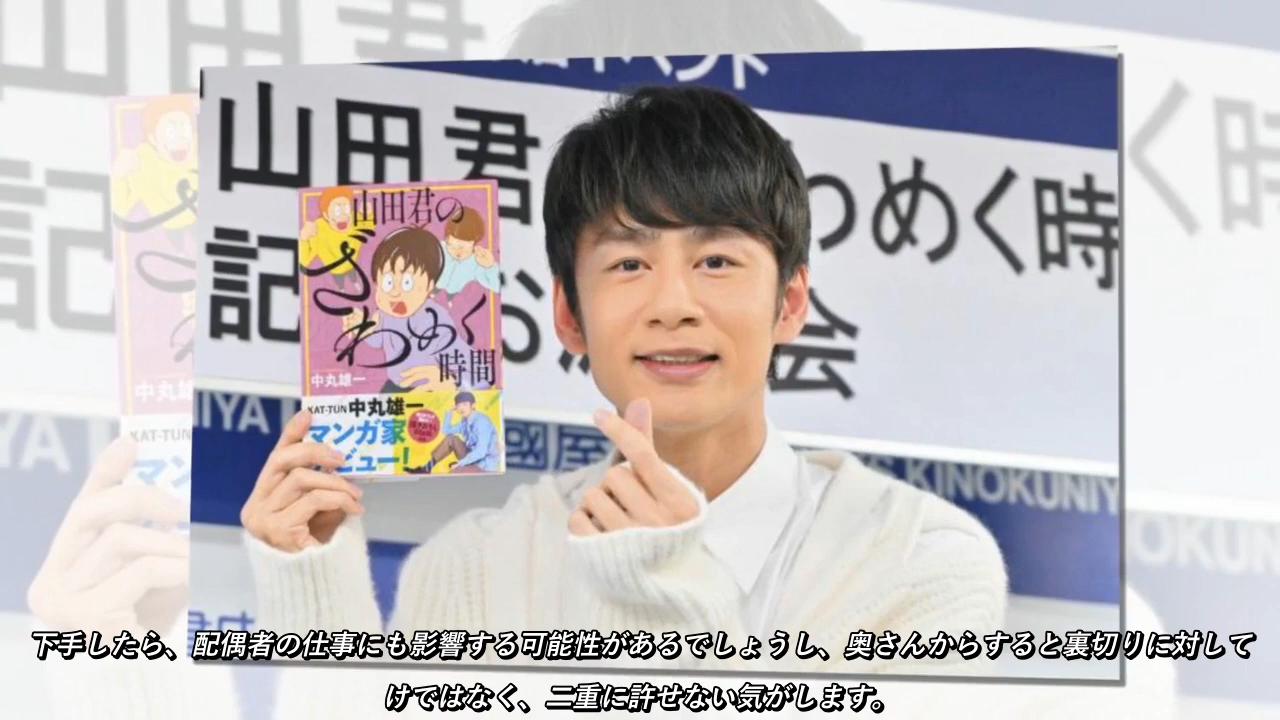 山田君
わめく時
記
会
山田君の
ざわめく
時間
中丸雄一
KAT-TUN 中丸雄一
マンガ家
デビュー!
KINOKUNIY
下手したら、配偶者の仕事にも影響する可能性があるでしょうし、奥さんからすると裏切りに対して
けではなく、二重に許せない気がします。